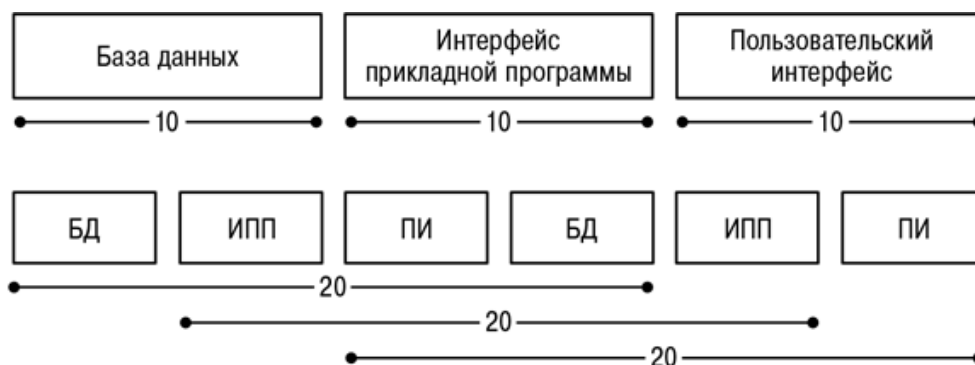 База данных
Интерфейс
прикладной программы
Пользовательский
интерфейс
10
10
10
БД
ИПП
ПИ
БД
ИПП
ПИ
20
20
20